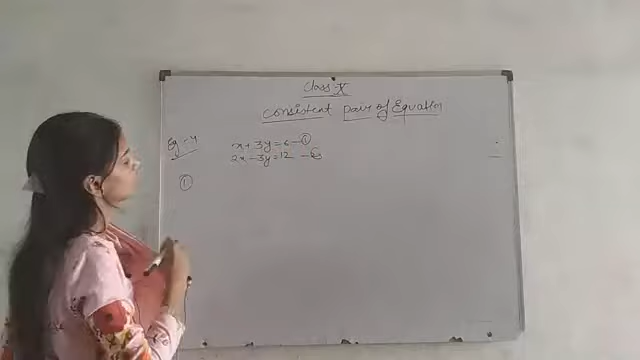 Class X
Consistent pair of Equation
Eg - 4
x + 3y = 6 - ①
2x - 3y = 12 - ②
①